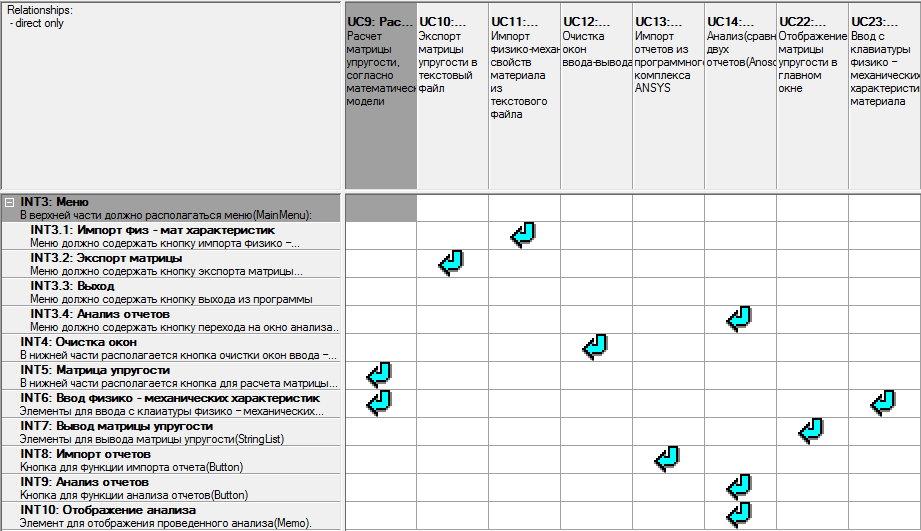 Relationships:
- direct only
UC9: Рас...
Расчет
матрицы
упругости,
согласно
математическ
модели
UC10:...
Экспорт
матрицы
упругости в
текстовый
файл
UC11:...
Импорт
физико-механ
свойств
материала
из
текстового
файла
UC12:...
Очистка
окон
ввода-вывода
UC13:...
Импорт
отчетов из
программног
комплекса
ANSYS
UC14:...
Анализ(сравн
двух
отчетов(Anosc
UC22:...
Отображение
матрицы
упругости в
главном
окне
UC23:...
Ввод с
клавиатуры
физико –
механических
характеристи
материала
INT3: Меню
В верхней части должно располагаться меню(MainMenu):
INT3.1: Импорт физ - мат характеристик
Меню должно содержать кнопку импорта физико –...
INT3.2: Экспорт матрицы
Меню должно содержать кнопку экспорта матрицы...
INT3.3: Выход
Меню должно содержать кнопку выхода из программы
INT3.4: Анализ отчетов
Меню должно содержать кнопку перехода на окно анализа...
INT4: Очистка окон
В нижней части располагается кнопка очистки окон ввода –...
INT5: Матрица упругости
В нижней части располагается кнопка для расчета матрицы...
INT6: Ввод физико - механических характеристик
Элементы для ввода с клаиатуры физико – механических...
INT7: Вывод матрицы упругости
Элементы для вывода матрицы упругости(StringList)
INT8: Импорт отчетов
Кнопка для функции импорта отчета(Button)
INT9: Анализ отчетов
Кнопка для функции анализа отчетов(Button)
INT10: Отображение анализа
Элемент для отображения проведенного анализа(Memo).